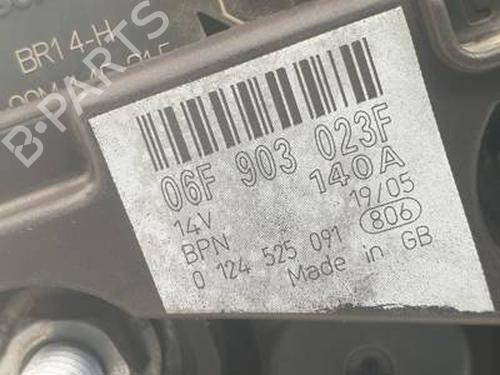 BR14-H
B-PARTS
06F 903 023F
14V 140A
BPN 19/05
0 124 525 091 806
Made in GB